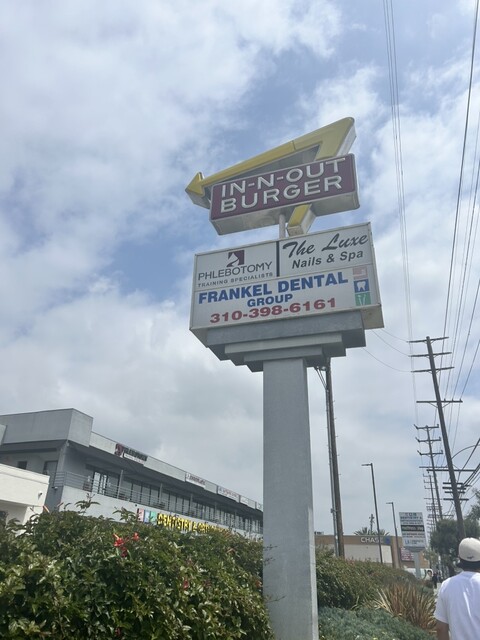 IN-N-OUT
BURGER
PHLEBOTOMY
TRAINING SPECIALISTS
The Luxe
Nails & Spa
FRANKEL DENTAL
GROUP
310-398-6161
CHASE